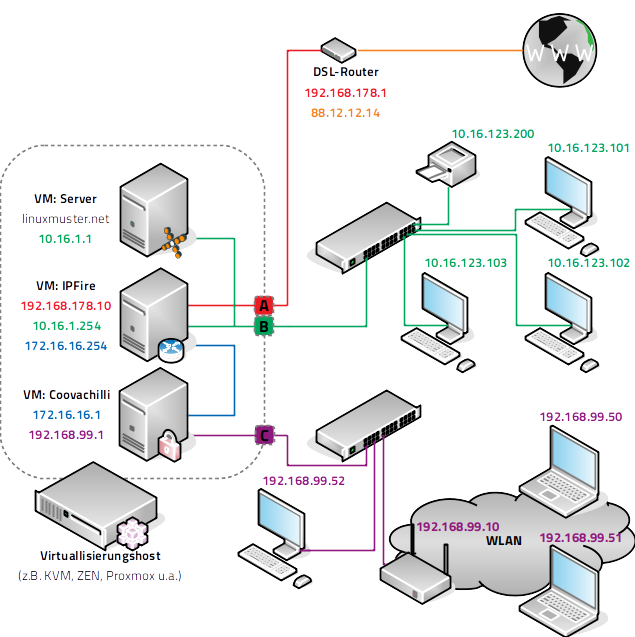 WWW
DSL-Router
192.168.178.1
88.12.12.14
10.16.123.200
10.16.123.101
VM: Server
linuxmuster.net
10.16.1.1
10.16.123.103
10.16.123.102
VM: IPFire
192.168.178.10
10.16.1.254
172.16.16.254
A
B
VM: Coovachilli
172.16.16.1
192.168.99.1
C
192.168.99.50
192.168.99.52
192.168.99.10
WLAN
192.168.99.51
Virtuallisierungshost
(z.B. KVM, ZEN, Proxmox u.a.)